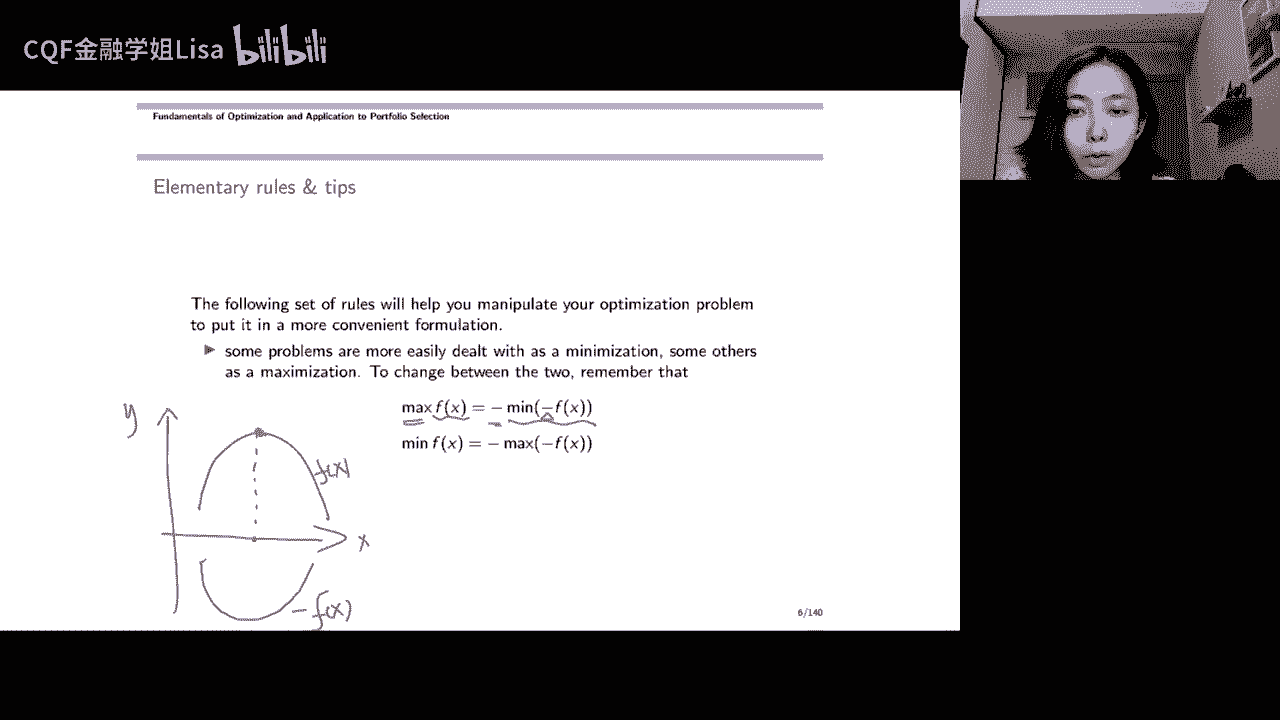 CQF金融学姐Lisa bilibili
Fundamentals of Optimization and Application to Portfolio Selection
Elementary rules & tips
The following set of rules will help you manipulate your optimization problem
to put it in a more convenient formulation.
some problems are more easily dealt with as a minimization, some others
as a maximization. To change between the two, remember that
max f(x) = − min(−f(x))
min f(x) = − max(−f(x))
y
f(x)
x
−f(x)
6/140